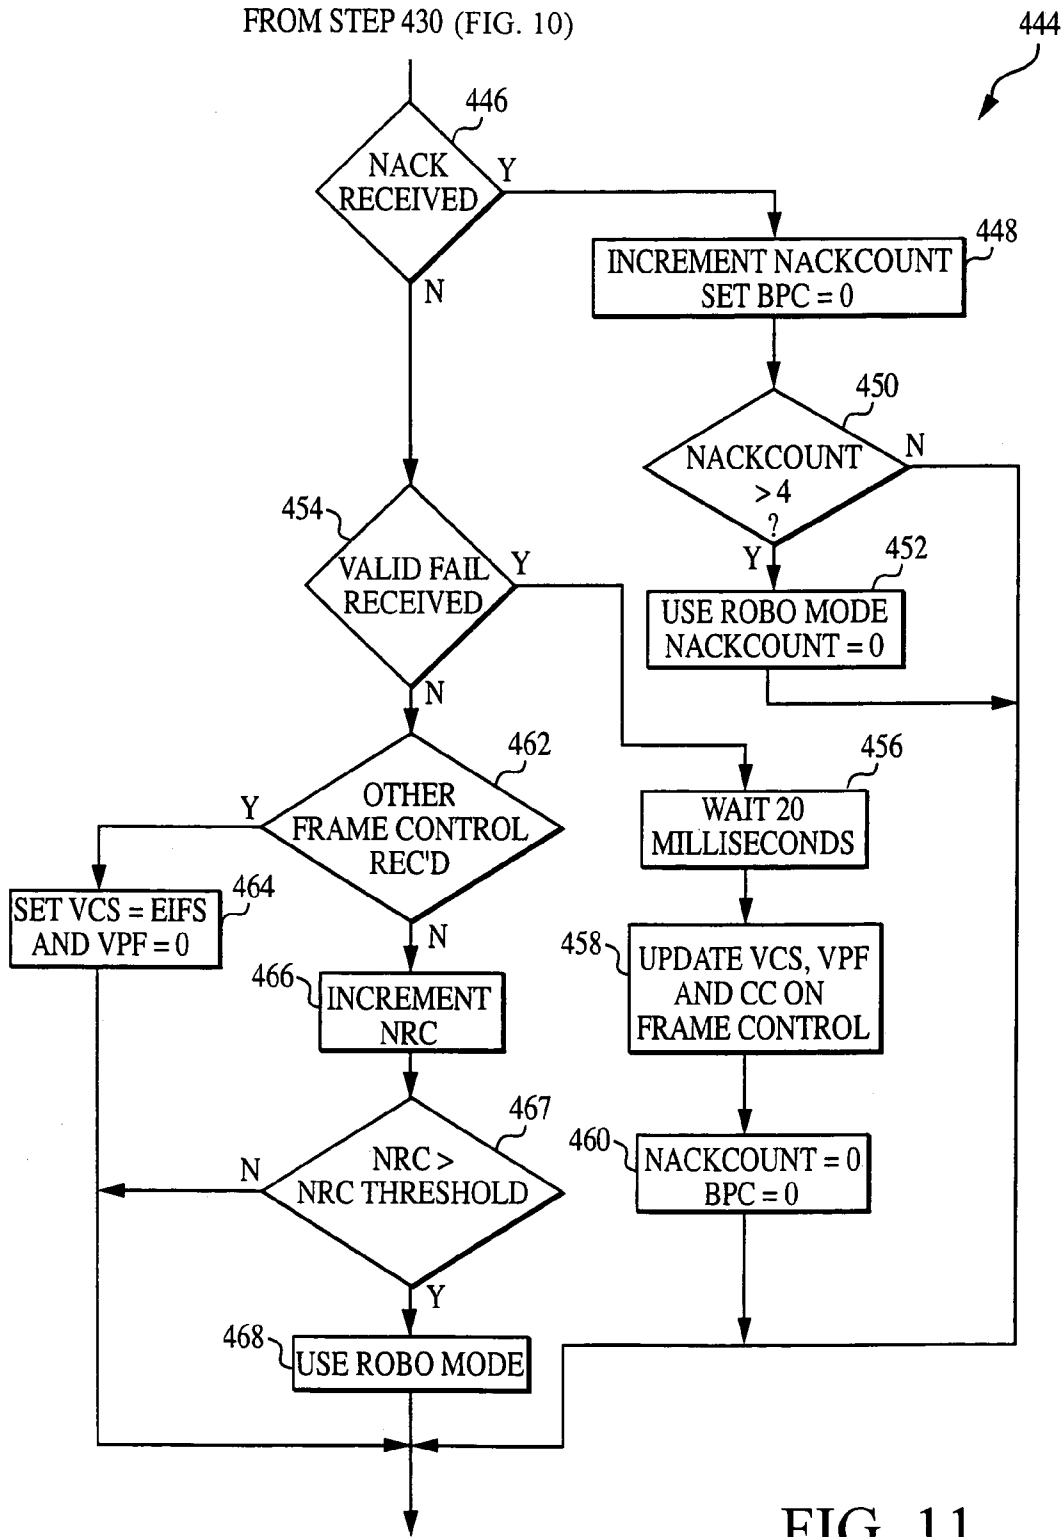 FROM STEP 430 (FIG. 10)
444
446
NACK
RECEIVED
Y
N
448
INCREMENT NACKCOUNT
SET BPC = 0
450
NACKCOUNT
> 4
?
N
Y
452
USE ROBO MODE
NACKCOUNT = 0
454
VALID FAIL
RECEIVED
Y
N
456
WAIT 20
MILLISECONDS
458
UPDATE VCS, VPF
AND CC ON
FRAME CONTROL
460
NACKCOUNT = 0
BPC = 0
462
OTHER
FRAME CONTROL
REC'D
Y
N
464
SET VCS = EIFS
AND VPF = 0
466
INCREMENT
NRC
467
NRC >
NRC THRESHOLD
N
Y
468
USE ROBO MODE
FIG. 11